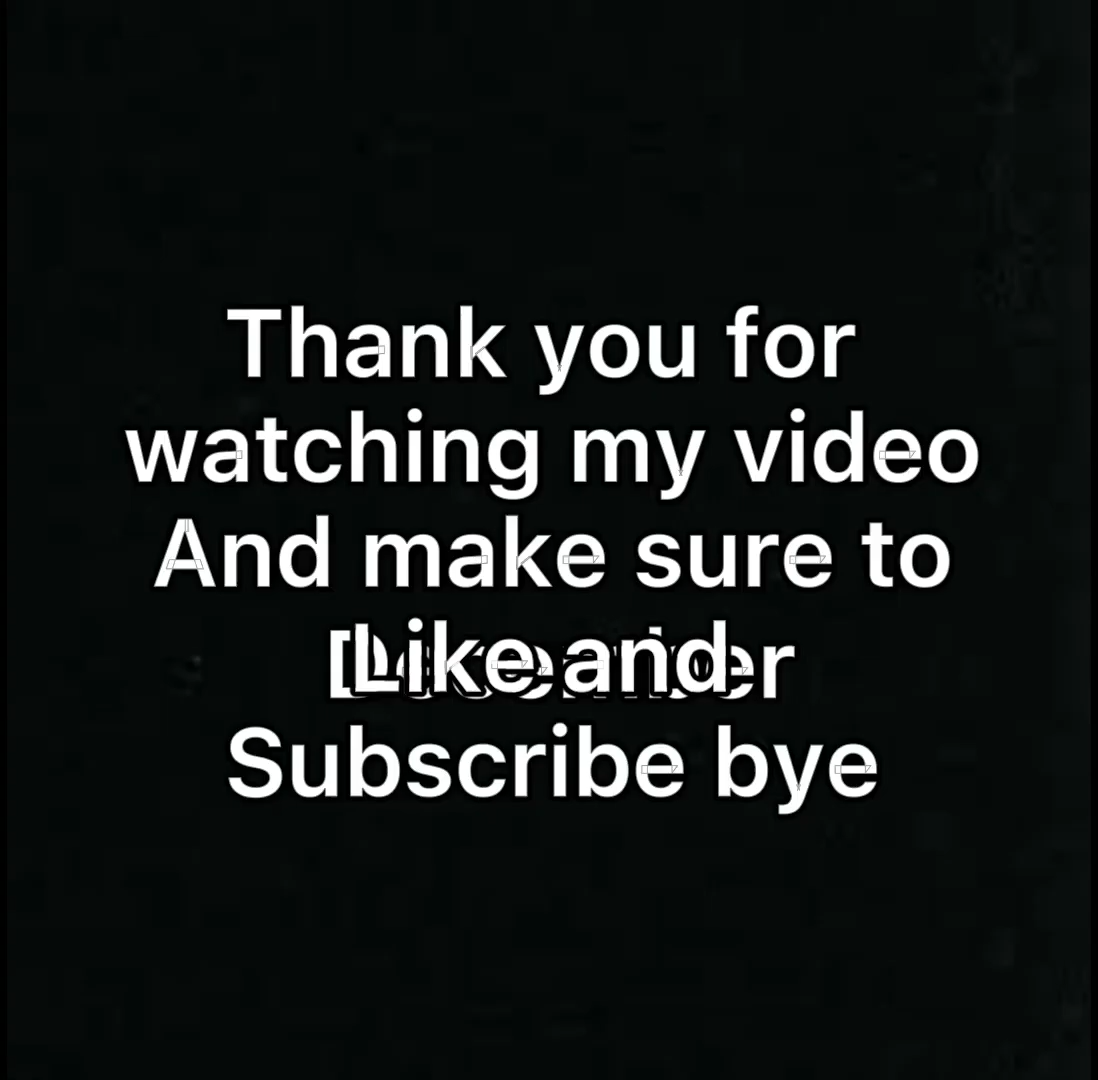 Thank you for
watching my video
And make sure to
Like and
Subscribe bye